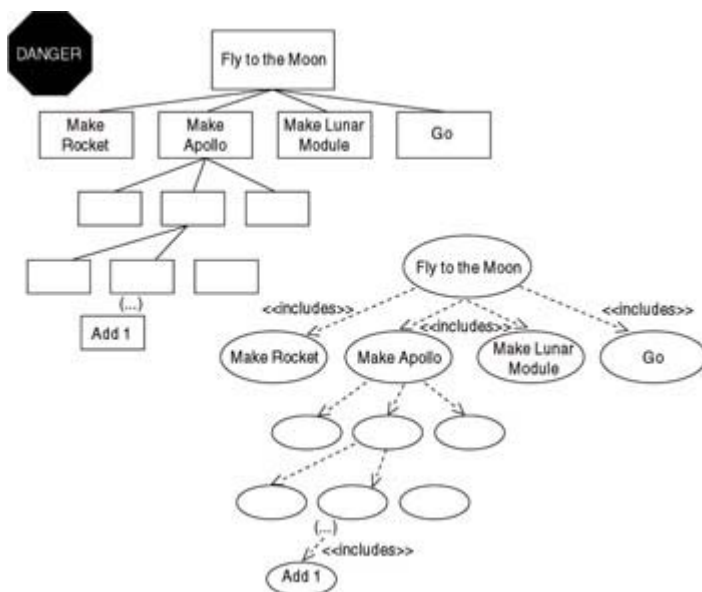 DANGER
Fly to the Moon
Make
Rocket
Make
Apollo
Make Lunar
Module
Go
(...)
Add 1
Fly to the Moon
<<includes>>
<<includes>>
<<includes>>
Make Rocket
Make Apollo
Make Lunar
Module
Go
(...)
<<includes>>
Add 1